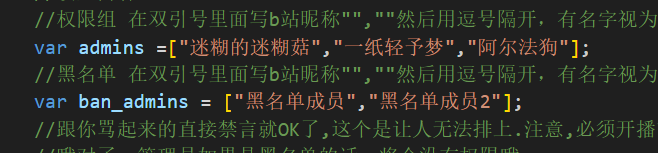 //权限组 在双引号里面写b站昵称"",""然后用逗号隔开，有名字视为
var admins =["迷糊的迷糊菇","一纸轻予梦","阿尔法狗"];
//黑名单 在双引号里面写b站昵称"",""然后用逗号隔开，有名字视为
var ban_admins = ["黑名单成员","黑名单成员2"];
//跟你骂起来的直接禁言就OK了,这个是让人无法排上.注意,必须开播